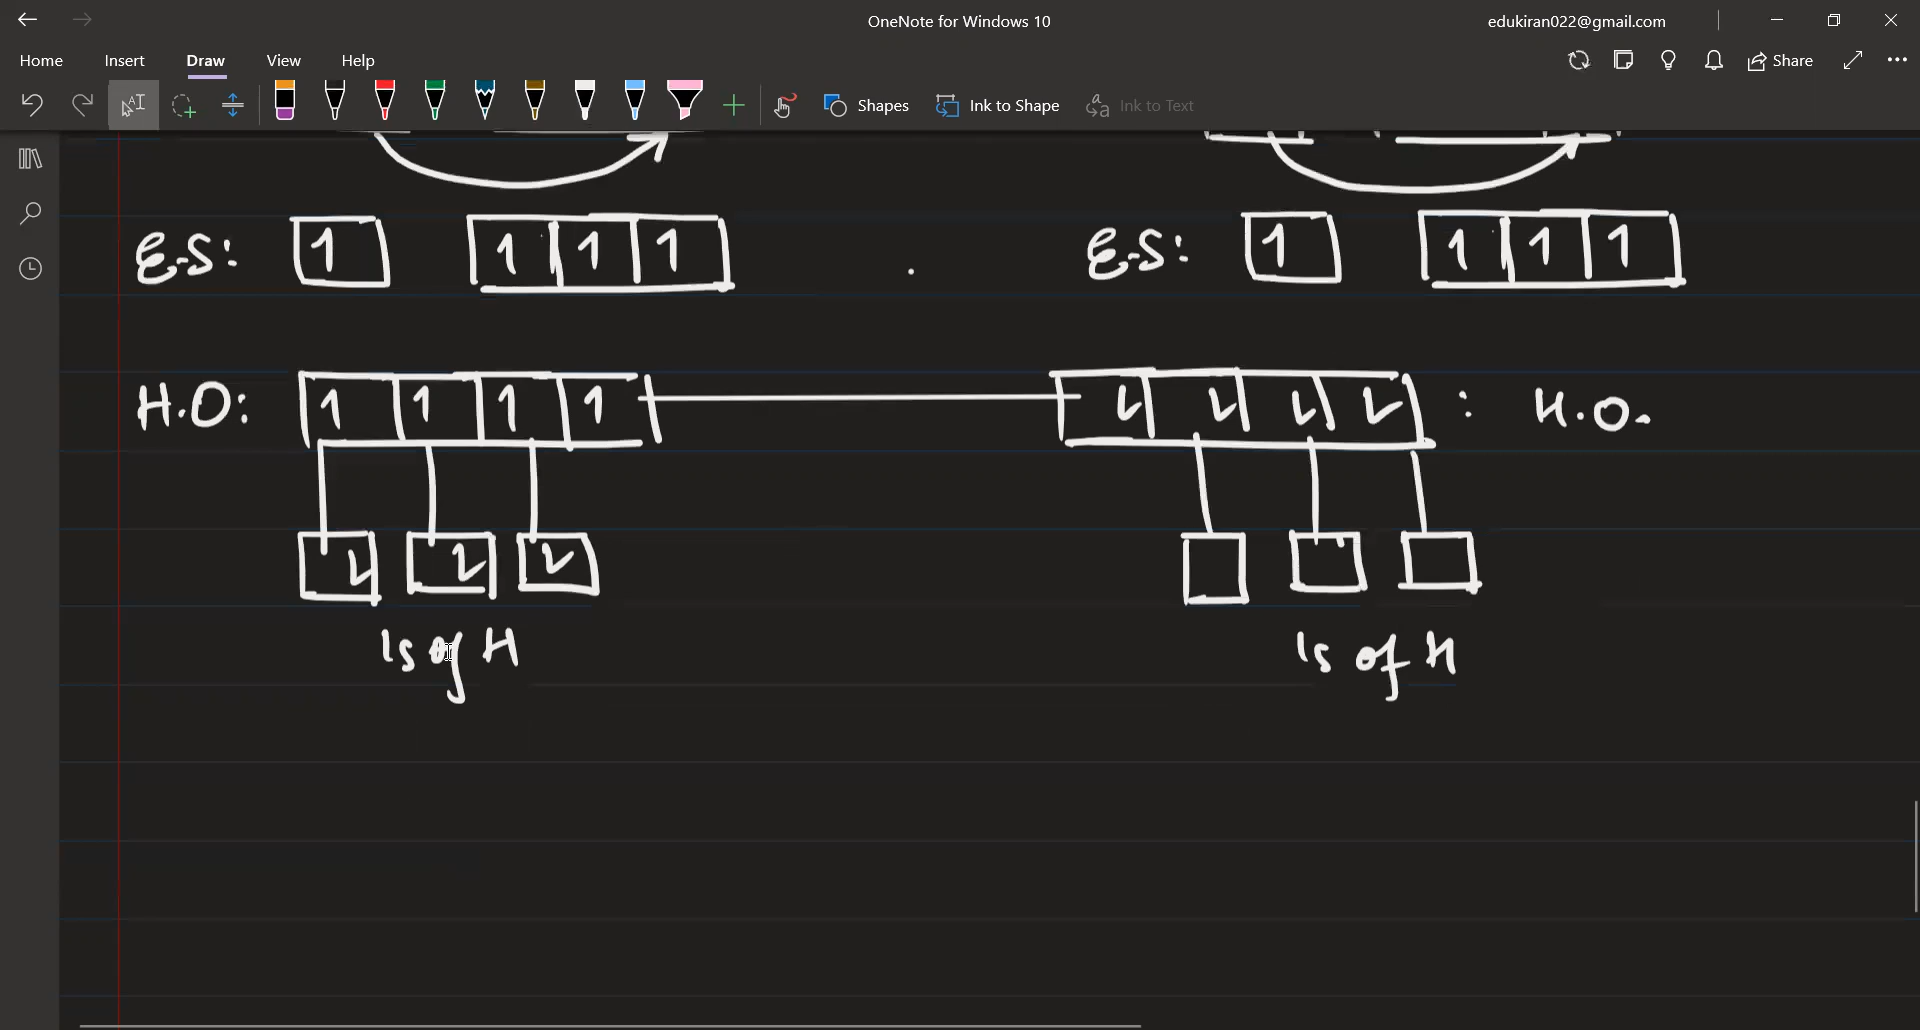 OneNote for Windows 10
edukiran022@gmail.com
Home Insert Draw View Help
Share
Shapes Ink to Shape Ink to Text
E.S: 1 1 1 1
E.S: 1 1 1 1
H.O: 1 1 1 1
1 1 1 1 : H.O.
1 1 1
1s of H
1s of H